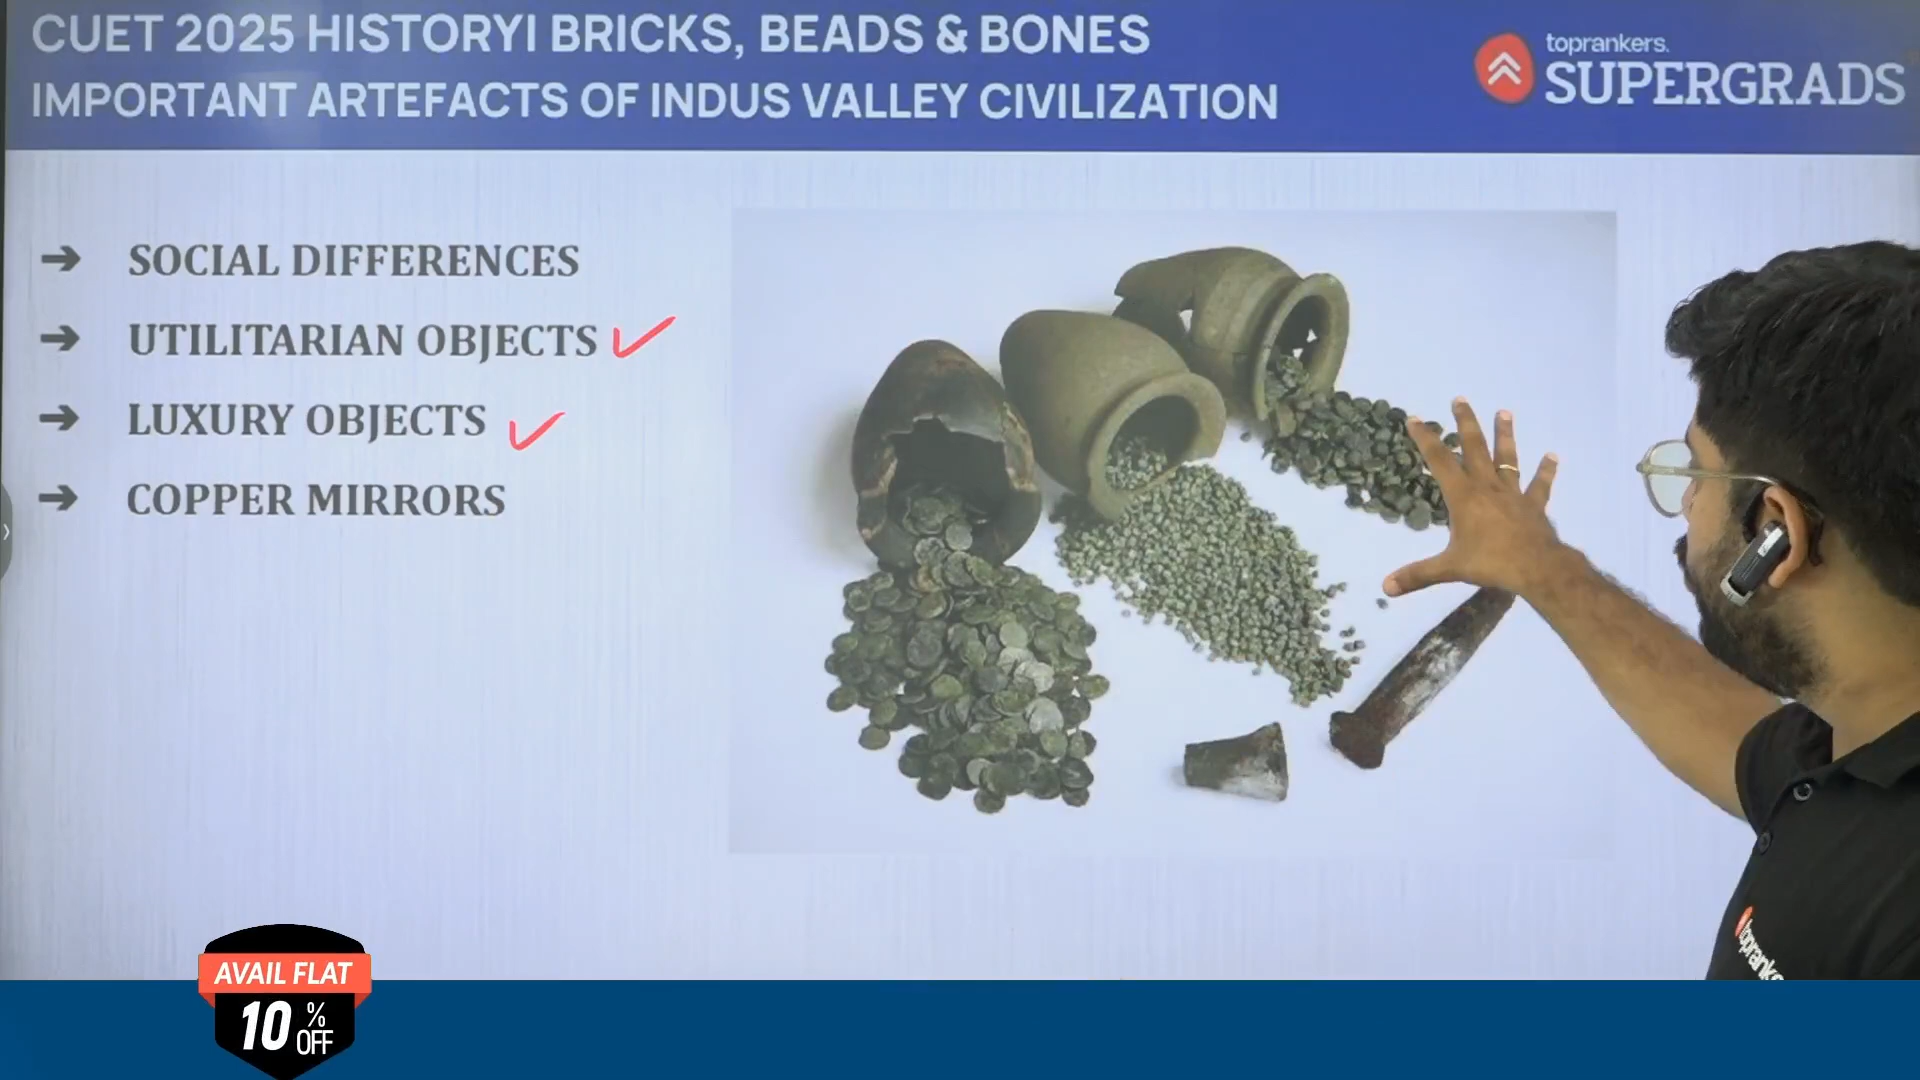 CUET 2025 HISTORY| BRICKS, BEADS & BONES
IMPORTANT ARTEFACTS OF INDUS VALLEY CIVILIZATION
toprankers.
SUPERGRADS
➔ SOCIAL DIFFERENCES
➔ UTILITARIAN OBJECTS
➔ LUXURY OBJECTS
➔ COPPER MIRRORS
AVAIL FLAT
10% OFF